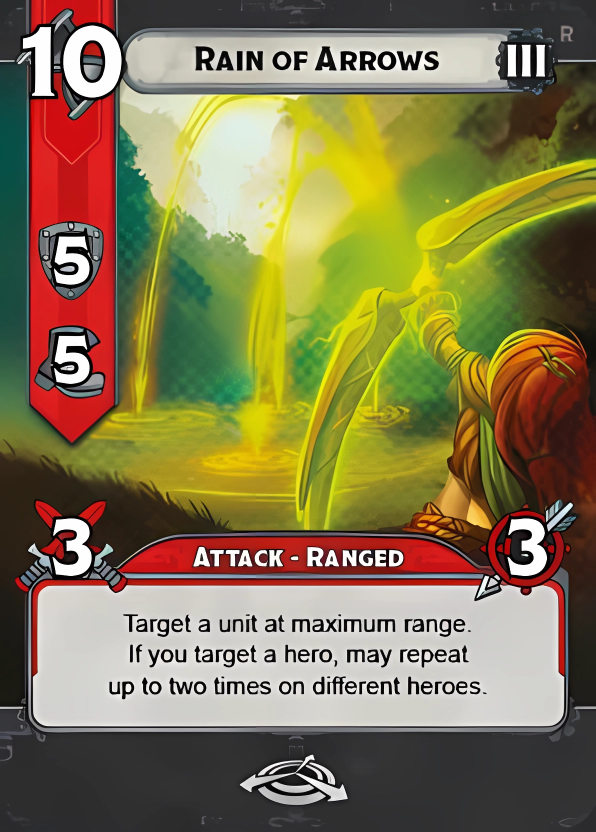 10
RAIN OF ARROWS
III
R
5
5
3
ATTACK - RANGED
3
Target a unit at maximum range.
If you target a hero, may repeat
up to two times on different heroes.